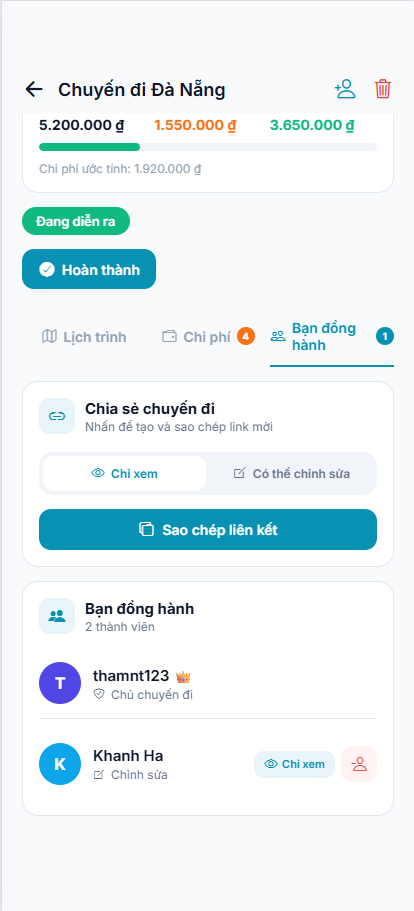 Chuyến đi Đà Nẵng
5.200.000 ₫ 1.550.000 ₫ 3.650.000 ₫
Chi phí ước tính: 1.920.000 ₫
Đang diễn ra
Hoàn thành
Lịch trình Chi phí 4 Bạn đồng hành 1
Chia sẻ chuyến đi
Nhấn để tạo và sao chép link mời
Chỉ xem Có thể chỉnh sửa
Sao chép liên kết
Bạn đồng hành
2 thành viên
T thamnt123
Chủ chuyến đi
K Khanh Ha
Chỉnh sửa
Chỉ xem